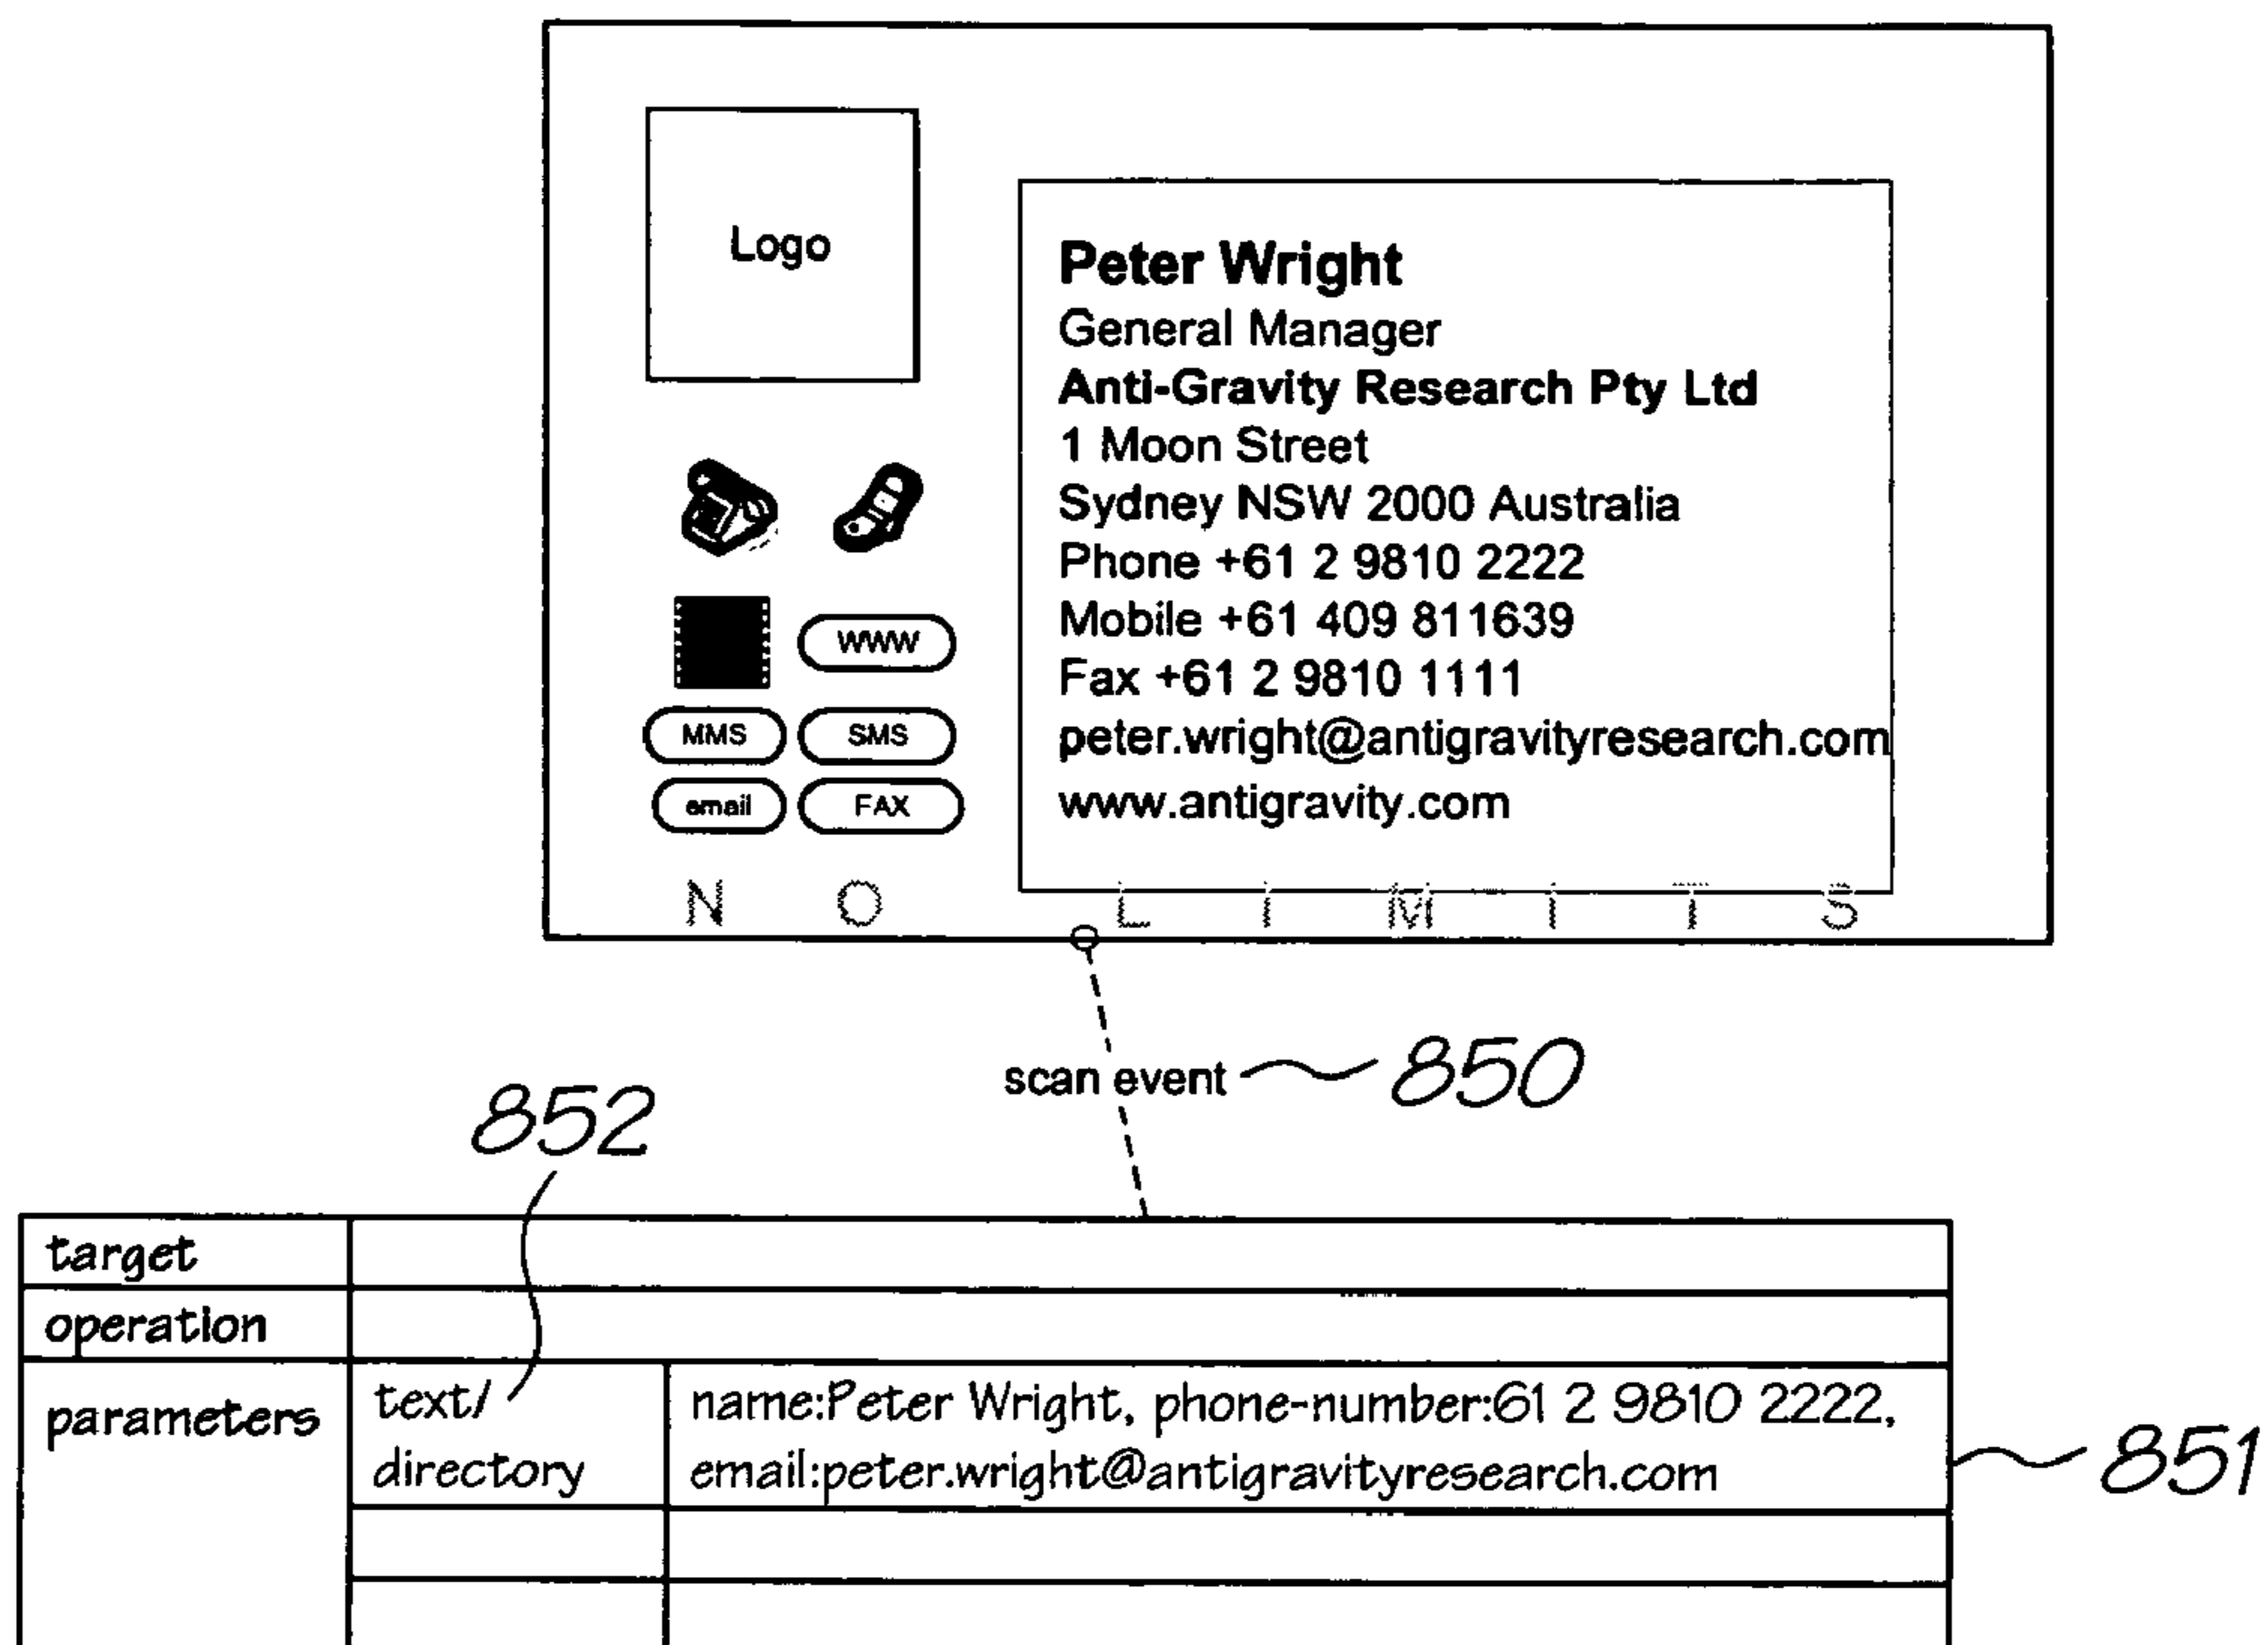 Logo
Peter Wright
General Manager
Anti-Gravity Research Pty Ltd
1 Moon Street
Sydney NSW 2000 Australia
Phone +61 2 9810 2222
Mobile +61 409 811639
Fax +61 2 9810 1111
peter.wright@antigravityresearch.com
www.antigravity.com
WWW
MMS SMS
email FAX
N O L I M I T S
scan event 850
852
target
operation
parameters
text/
directory
name:Peter Wright, phone-number:61 2 9810 2222,
email:peter.wright@antigravityresearch.com
851